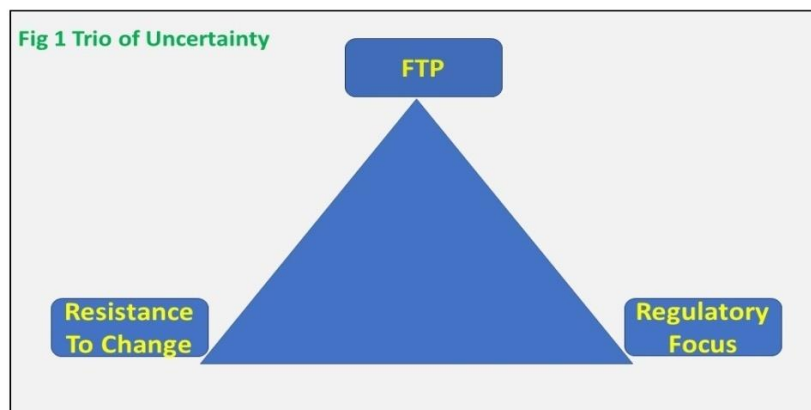 Fig 1 Trio of Uncertainty
FTP
Resistance
To Change
Regulatory
Focus